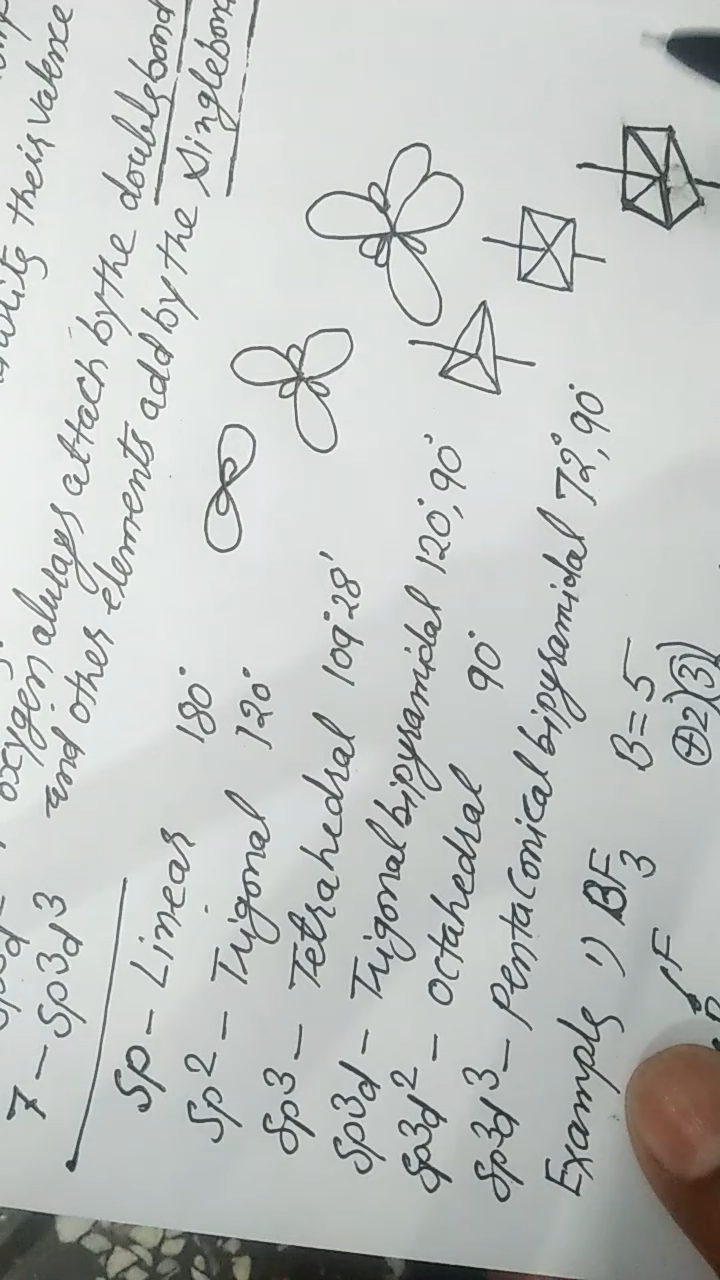 their valence
oxygen always attach by the double bond
and other elements add by the Single bond
7 - Sp3d3
Sp - Linear 180°
Sp2 - Trigonal 120°
Sp3 - Tetrahedral 109°28'
Sp3d - Trigonal bipyramidal 120°, 90°
Sp3d2 - octahedral 90°
Sp3d3 - Pentaconical bipyramidal 72°, 90°
Example 1) BF3 B = 5
+2)(3)
F